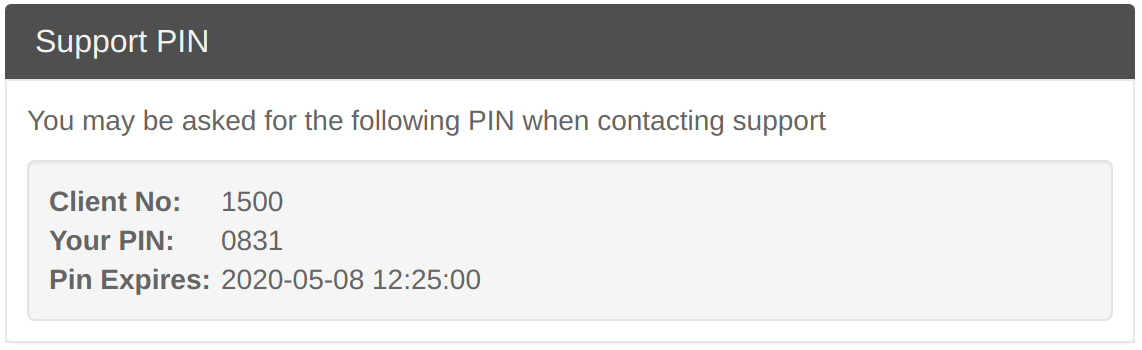 Support PIN
You may be asked for the following PIN when contacting support
Client No: 1500
Your PIN: 0831
Pin Expires: 2020-05-08 12:25:00